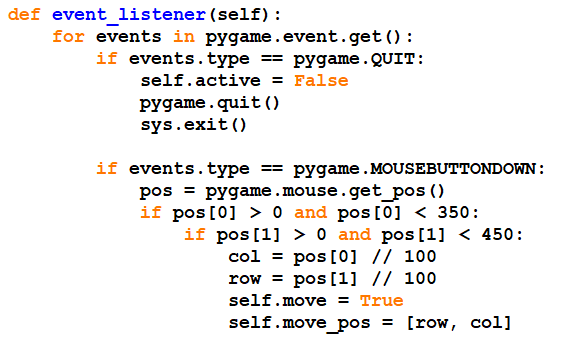 def event_listener(self):
    for events in pygame.event.get():
        if events.type == pygame.QUIT:
            self.active = False
            pygame.quit()
            sys.exit()

        if events.type == pygame.MOUSEBUTTONDOWN:
            pos = pygame.mouse.get_pos()
            if pos[0] > 0 and pos[0] < 350:
                if pos[1] > 0 and pos[1] < 450:
                    col = pos[0] // 100
                    row = pos[1] // 100
                    self.move = True
                    self.move_pos = [row, col]